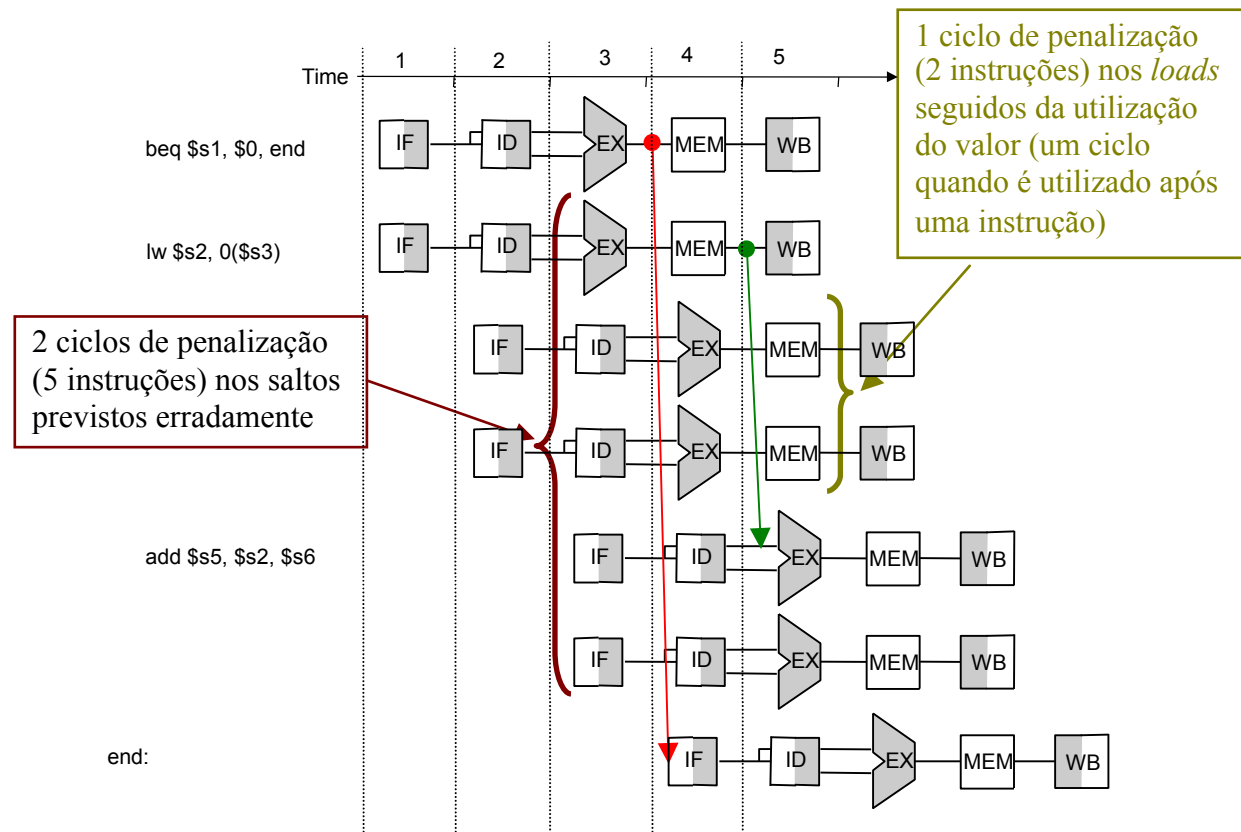 1 ciclo de penalização
(2 instruções) nos loads
seguidos da utilização
do valor (um ciclo
quando é utilizado após
uma instrução)
Time
1 2 3 4 5
beq $s1, $0, end
IF ID EX MEM WB
lw $s2, 0($s3)
IF ID EX MEM WB
2 ciclos de penalização
(5 instruções) nos saltos
previstos erradamente
IF ID EX MEM WB
IF ID EX MEM WB
add $s5, $s2, $s6
IF ID EX MEM WB
IF ID EX MEM WB
end:
IF ID EX MEM WB